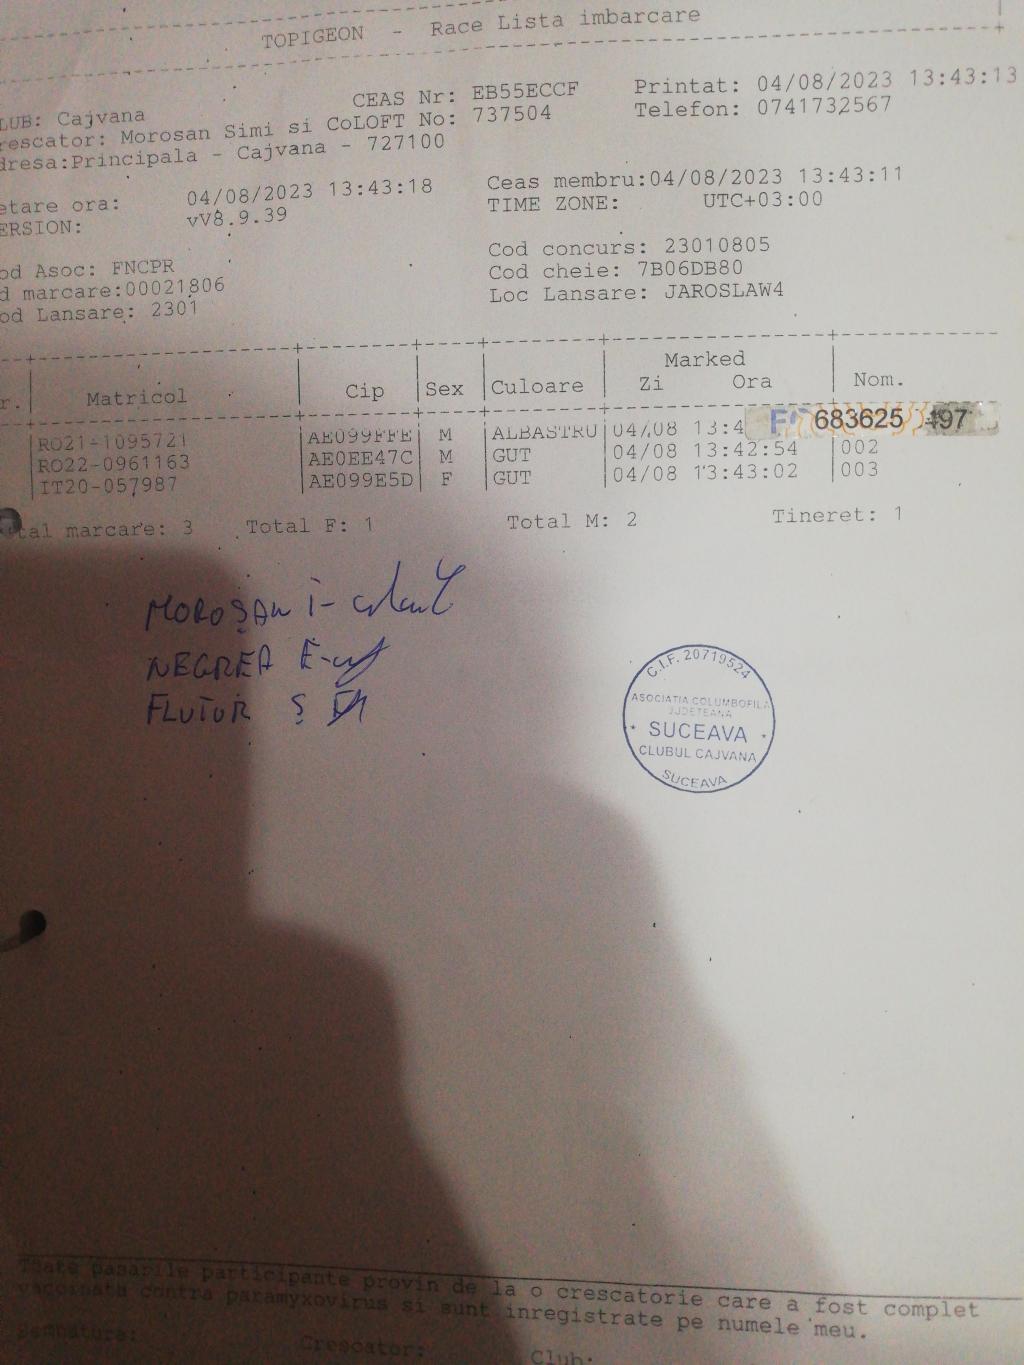 TOPIGEON - Race Lista imbarcare
LUB: Cajvana CEAS Nr: EB55ECCF Printat: 04/08/2023 13:43:13
rescator: Morosan Simi si CoLOFT No: 737504 Telefon: 0741732567
dresa:Principala - Cajvana - 727100
etare ora: 04/08/2023 13:43:18 Ceas membru:04/08/2023 13:43:11
ERSION: vV8.9.39 TIME ZONE: UTC+03:00
od Asoc: FNCPR Cod concurs: 23010805
d marcare:00021806 Cod cheie: 7B06DB80
od Lansare: 2301 Loc Lansare: JAROSLAW4
Marked
r. Matricol Cip Sex Culoare Zi Ora Nom.
RO21-1095721 AE099FFE M ALBASTRU 04/08 13:4 683625 497
RO22-0961163 AE0EE47C M GUT 04/08 13:42:54 002
IT20-057987 AE099E5D F GUT 04/08 13:43:02 003
tal marcare: 3 Total F: 1 Total M: 2 Tineret: 1
MOROȘAN I-
NEGREA E-
FLUTUR Ș
C.I.F. 20719524
ASOCIATIA COLUMBOFILA
JUDETEANA
SUCEAVA
CLUBUL CAJVANA
SUCEAVA
Toate pasarile participante provin de la o crescatorie care a fost complet
vaccinata contra paramyxovirus si sunt inregistrate pe numele meu.
Semnatura: Crescator: Club: